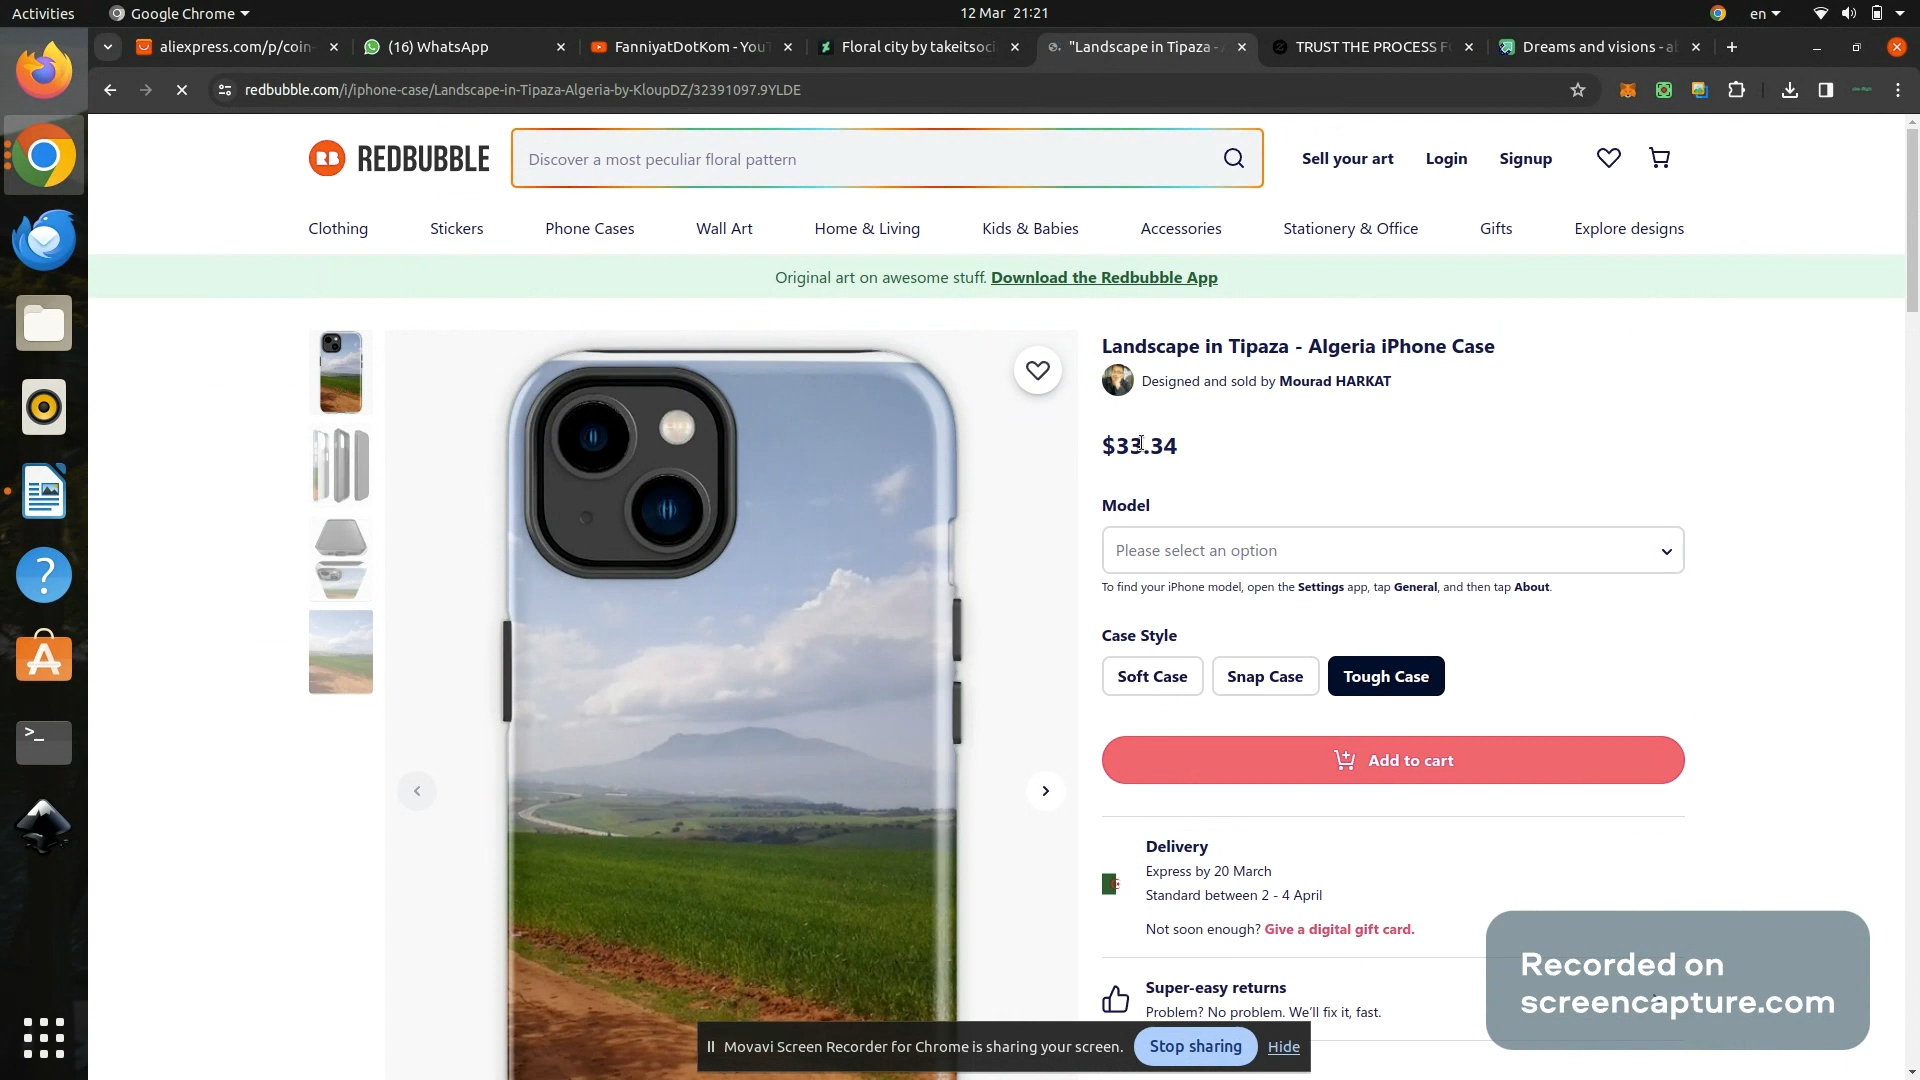 Activities
Google Chrome
12 Mar 21:21
en
aliexpress.com/p/coin-
(16) WhatsApp
FanniyatDotKom - You
Floral city by takeitsoci
"Landscape in Tipaza -
TRUST THE PROCESS F
Dreams and visions - a
redbubble.com/i/iphone-case/Landscape-in-Tipaza-Algeria-by-KloupDZ/32391097.9YLDE
RB REDBUBBLE
Discover a most peculiar floral pattern
Sell your art
Login
Signup
Clothing
Stickers
Phone Cases
Wall Art
Home & Living
Kids & Babies
Accessories
Stationery & Office
Gifts
Explore designs
Original art on awesome stuff. Download the Redbubble App
Landscape in Tipaza - Algeria iPhone Case
Designed and sold by Mourad HARKAT
$33.34
Model
Please select an option
To find your iPhone model, open the Settings app, tap General, and then tap About.
Case Style
Soft Case
Snap Case
Tough Case
Add to cart
Delivery
Express by 20 March
Standard between 2 - 4 April
Not soon enough? Give a digital gift card.
Super-easy returns
Problem? No problem. We'll fix it, fast.
Recorded on
screencapture.com
Movavi Screen Recorder for Chrome is sharing your screen.
Stop sharing
Hide